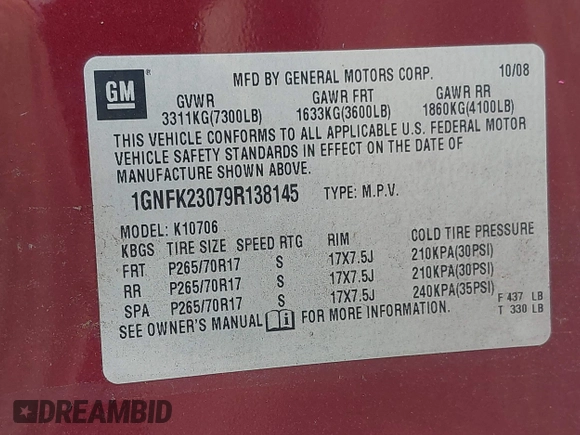 GM ®
MFD BY GENERAL MOTORS CORP. 10/08
GVWR GAWR FRT GAWR RR
3311KG(7300LB) 1633KG(3600LB) 1860KG(4100LB)
THIS VEHICLE CONFORMS TO ALL APPLICABLE U.S. FEDERAL MOTOR
VEHICLE SAFETY STANDARDS IN EFFECT ON THE DATE OF
MANUFACTURE SHOWN ABOVE.
1GNFK23079R138145 TYPE: M.P.V.
MODEL: K10706
KBGS TIRE SIZE SPEED RTG RIM COLD TIRE PRESSURE
FRT P265/70R17 S 17X7.5J 210KPA(30PSI)
RR P265/70R17 S 17X7.5J 210KPA(30PSI)
SPA P265/70R17 S 17X7.5J 240KPA(35PSI)
F 437 LB
T 330 LB
SEE OWNER'S MANUAL i FOR MORE INFORMATION.
DREAMBID